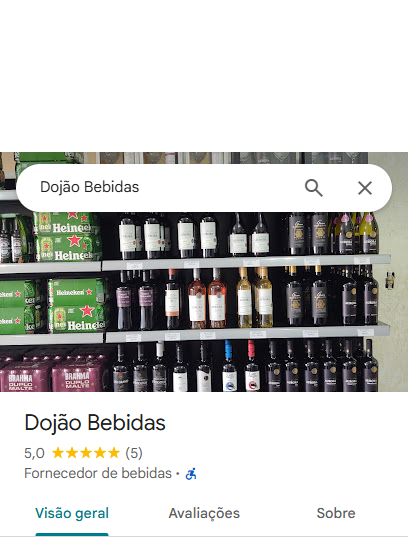 Dojão Bebidas
Heineken
Heineken
Heineken
Heineken
BRAHMA
DUPLO
MALTE
BRAHMA
DUPLO
MALTE
Dojão Bebidas
5,0 ★★★★★ (5)
Fornecedor de bebidas ·
Visão geral
Avaliações
Sobre